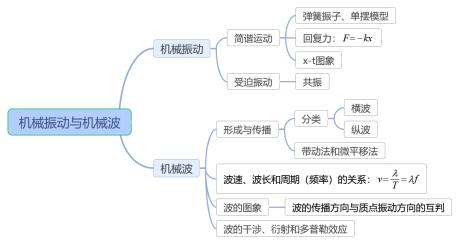 机械振动与机械波
机械振动
简谐运动
弹簧振子、单摆模型
回复力：F=-kx
x-t图象
受迫振动
共振
机械波
形成与传播
分类
横波
纵波
带动法和微平移法
波速、波长和周期（频率）的关系：v=λ/T=λf
波的图象
波的传播方向与质点振动方向的互判
波的干涉、衍射和多普勒效应